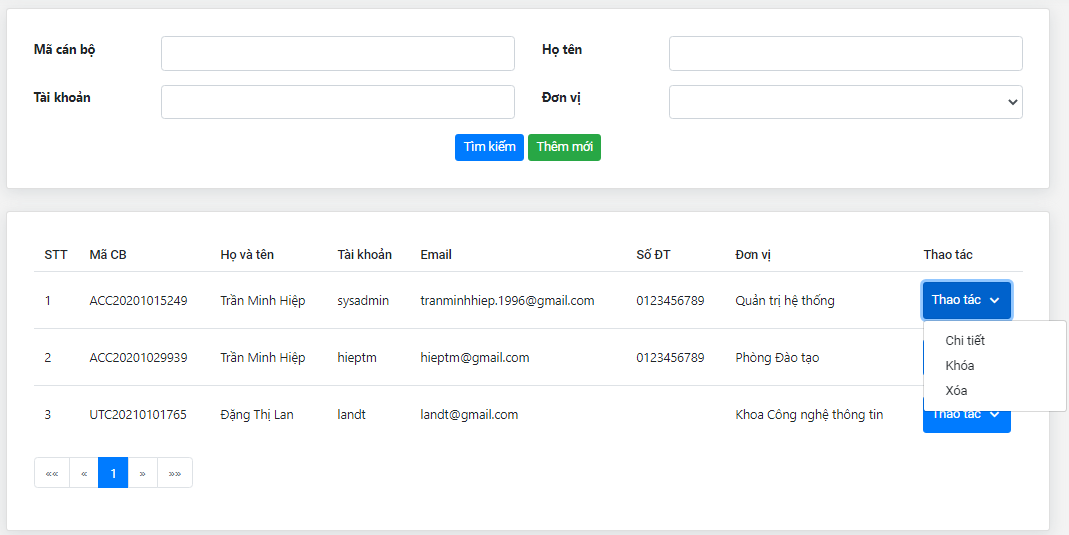 Mã cán bộ Họ tên
Tài khoản Đơn vị
Tìm kiếm Thêm mới
STT Mã CB Họ và tên Tài khoản Email Số ĐT Đơn vị Thao tác
1 ACC20201015249 Trần Minh Hiệp sysadmin tranminhhiep.1996@gmail.com 0123456789 Quản trị hệ thống Thao tác
Chi tiết
2 ACC20201029939 Trần Minh Hiệp hieptm hieptm@gmail.com 0123456789 Phòng Đào tạo
Khóa
Xóa
3 UTC20210101765 Đặng Thị Lan landt landt@gmail.com Khoa Công nghệ thông tin Thao tác
«« « 1 » »»